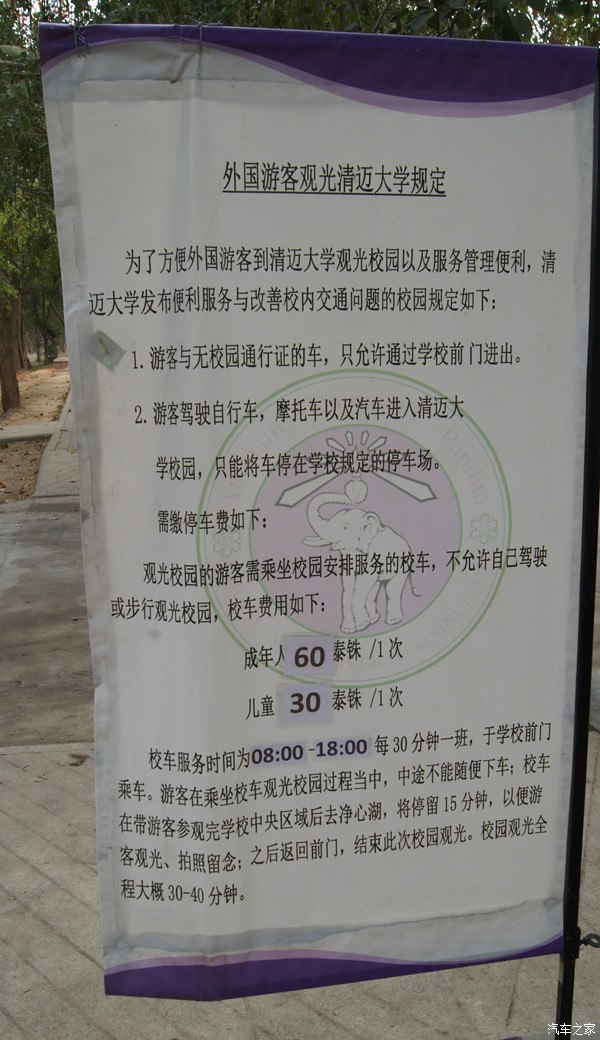 外国游客观光清迈大学规定
为了方便外国游客到清迈大学观光校园以及服务管理便利，清
迈大学发布便利服务与改善校内交通问题的校园规定如下：
1. 游客与无校园通行证的车，只允许通过学校前门进出。
2. 游客驾驶自行车，摩托车以及汽车进入清迈大
学校园，只能将车停在学校规定的停车场。
需缴停车费如下：
观光校园的游客需乘坐校园安排服务的校车，不允许自己驾驶
或步行观光校园，校车费用如下：
成年人 60 泰铢 /1 次
儿童 30 泰铢 /1 次
校车服务时间为08:00-18:00 每 30 分钟一班，于学校前门
乘车。游客在乘坐校车观光校园过程当中，中途不能随便下车；校车
在带游客参观完学校中央区域后去净心湖，将停留 15 分钟，以便游
客观光、拍照留念；之后返回前门，结束此次校园观光。校园观光全
程大概 30-40 分钟。
汽车之家